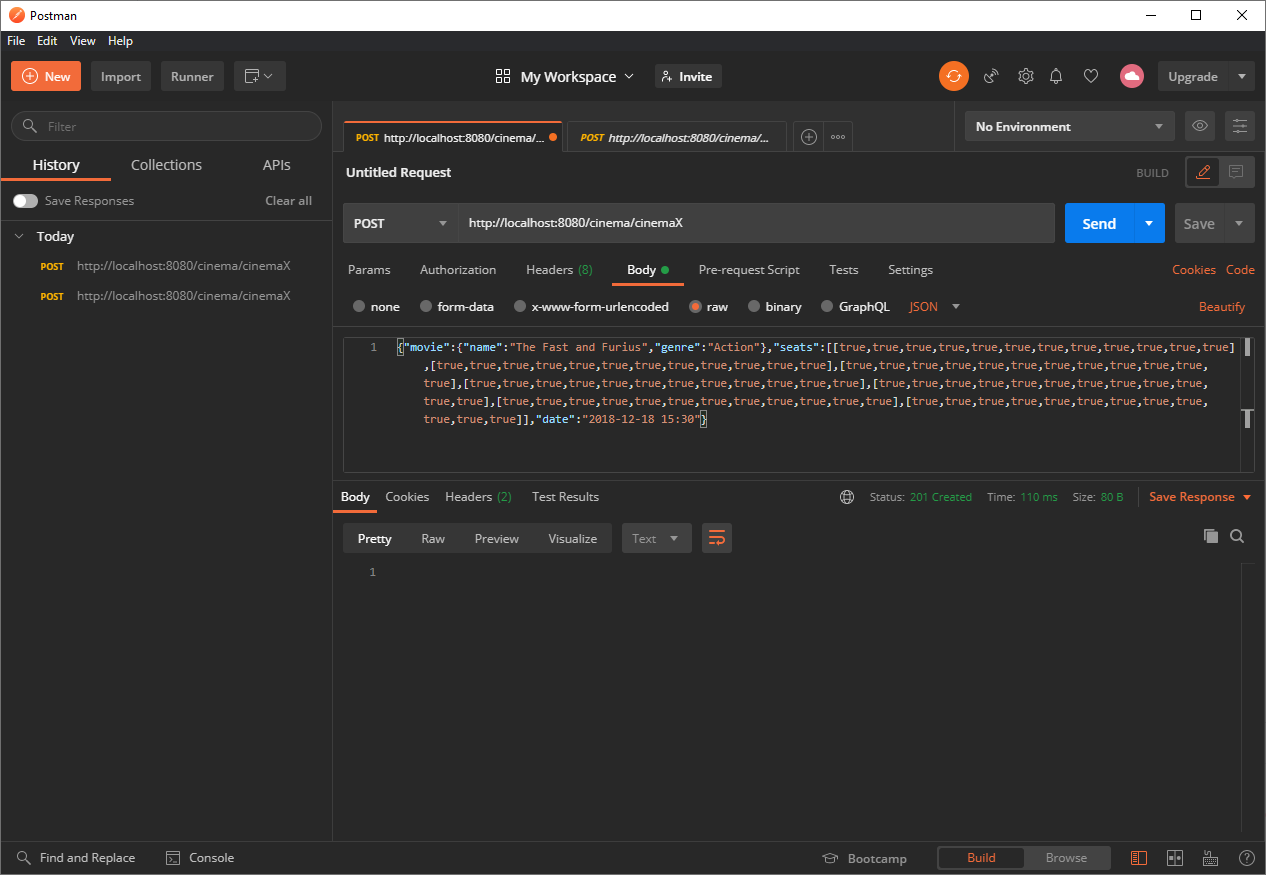 Postman
File Edit View Help
New Import Runner My Workspace Invite Upgrade
Filter
History Collections APIs
Save Responses Clear all
Today
POST http://localhost:8080/cinema/cinemaX
POST http://localhost:8080/cinema/cinemaX
POST http://localhost:8080/cinema/... POST http://localhost:8080/cinema/... No Environment
Untitled Request BUILD
POST http://localhost:8080/cinema/cinemaX Send Save
Params Authorization Headers (8) Body Pre-request Script Tests Settings Cookies Code
none form-data x-www-form-urlencoded raw binary GraphQL JSON Beautify
1 {"movie":{"name":"The Fast and Furius","genre":"Action"},"seats":[[true,true,true,true,true,true,true,true,true,true,true,true]
,[true,true,true,true,true,true,true,true,true,true,true,true],[true,true,true,true,true,true,true,true,true,true,true,
true],[true,true,true,true,true,true,true,true,true,true,true,true],[true,true,true,true,true,true,true,true,true,true,
true,true],[true,true,true,true,true,true,true,true,true,true,true,true],[true,true,true,true,true,true,true,true,true,
true,true,true]],"date":"2018-12-18 15:30"}
Body Cookies Headers (2) Test Results Status: 201 Created Time: 110 ms Size: 80 B Save Response
Pretty Raw Preview Visualize Text
1
Find and Replace Console Bootcamp Build Browse